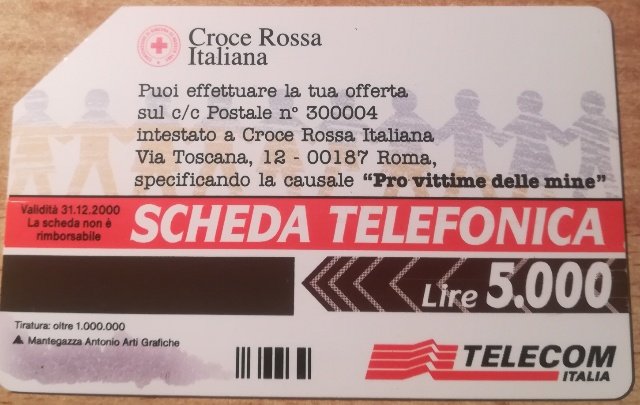 Croce Rossa
Italiana
Puoi effettuare la tua offerta
sul c/c Postale n° 300004
intestato a Croce Rossa Italiana
Via Toscana, 12 - 00187 Roma,
specificando la causale “Pro vittime delle mine”
Validità 31.12.2000
La scheda non è
rimborsabile
SCHEDA TELEFONICA
Lire 5.000
Tiratura: oltre 1.000.000
Mantegazza Antonio Arti Grafiche
TELECOM
ITALIA